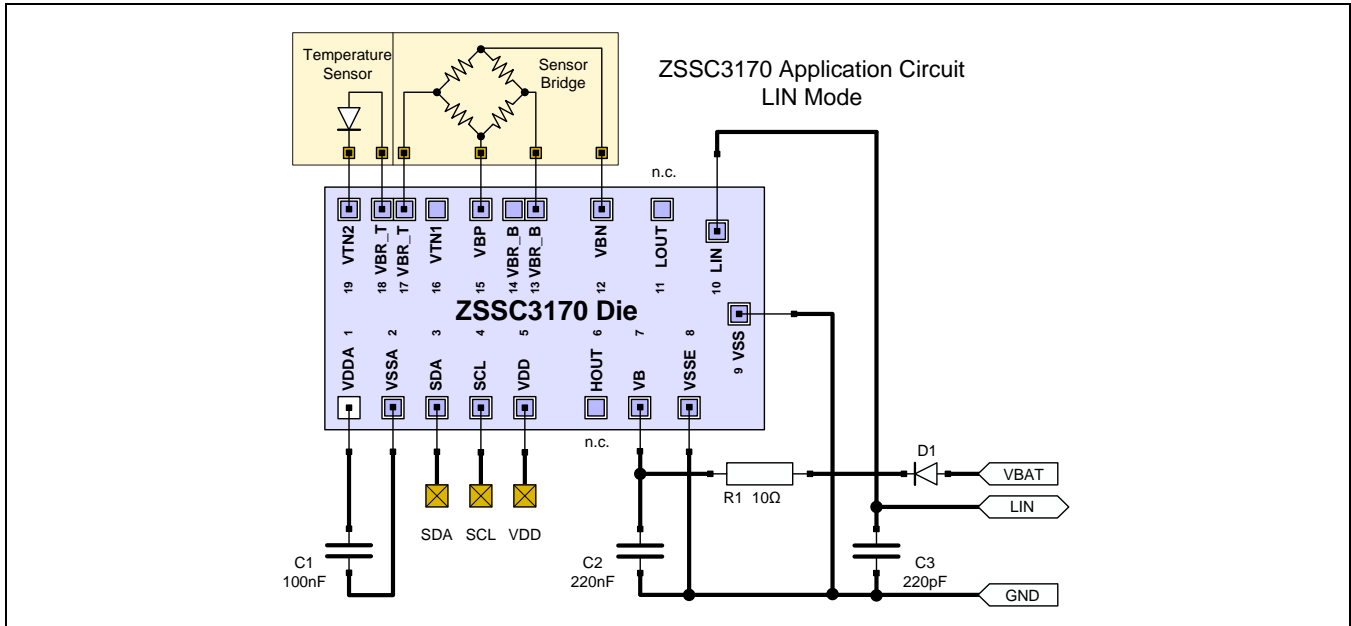 Temperature
Sensor
Sensor
Bridge
ZSSC3170 Application Circuit
LIN Mode
n.c.
VTN2
VBR_T
VBR_T
VTN1
VBP
VBR_B
VBR_B
VBN
LOUT
LIN
19
18
17
16
15
14
13
12
11
10
ZSSC3170 Die
1
2
3
4
5
6
7
8
9
VSS
VDDA
VSSA
SDA
SCL
VDD
HOUT
VB
VSSE
n.c.
D1
VBAT
R1 10Ω
LIN
SDA
SCL
VDD
C1
100nF
C2
220nF
C3
220pF
GND